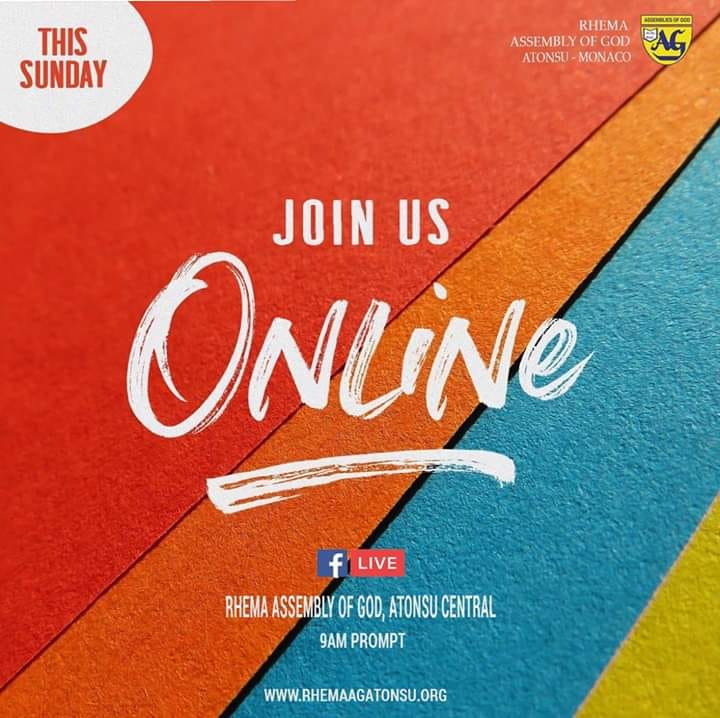 THIS
SUNDAY
RHEMA
ASSEMBLY OF GOD
ATONSU - MONACO
ASSEMBLIES OF GOD
AG
JOIN US
ONLINe
f LIVE
RHEMA ASSEMBLY OF GOD, ATONSU CENTRAL
9AM PROMPT
WWW.RHEMAAGATONSU.ORG